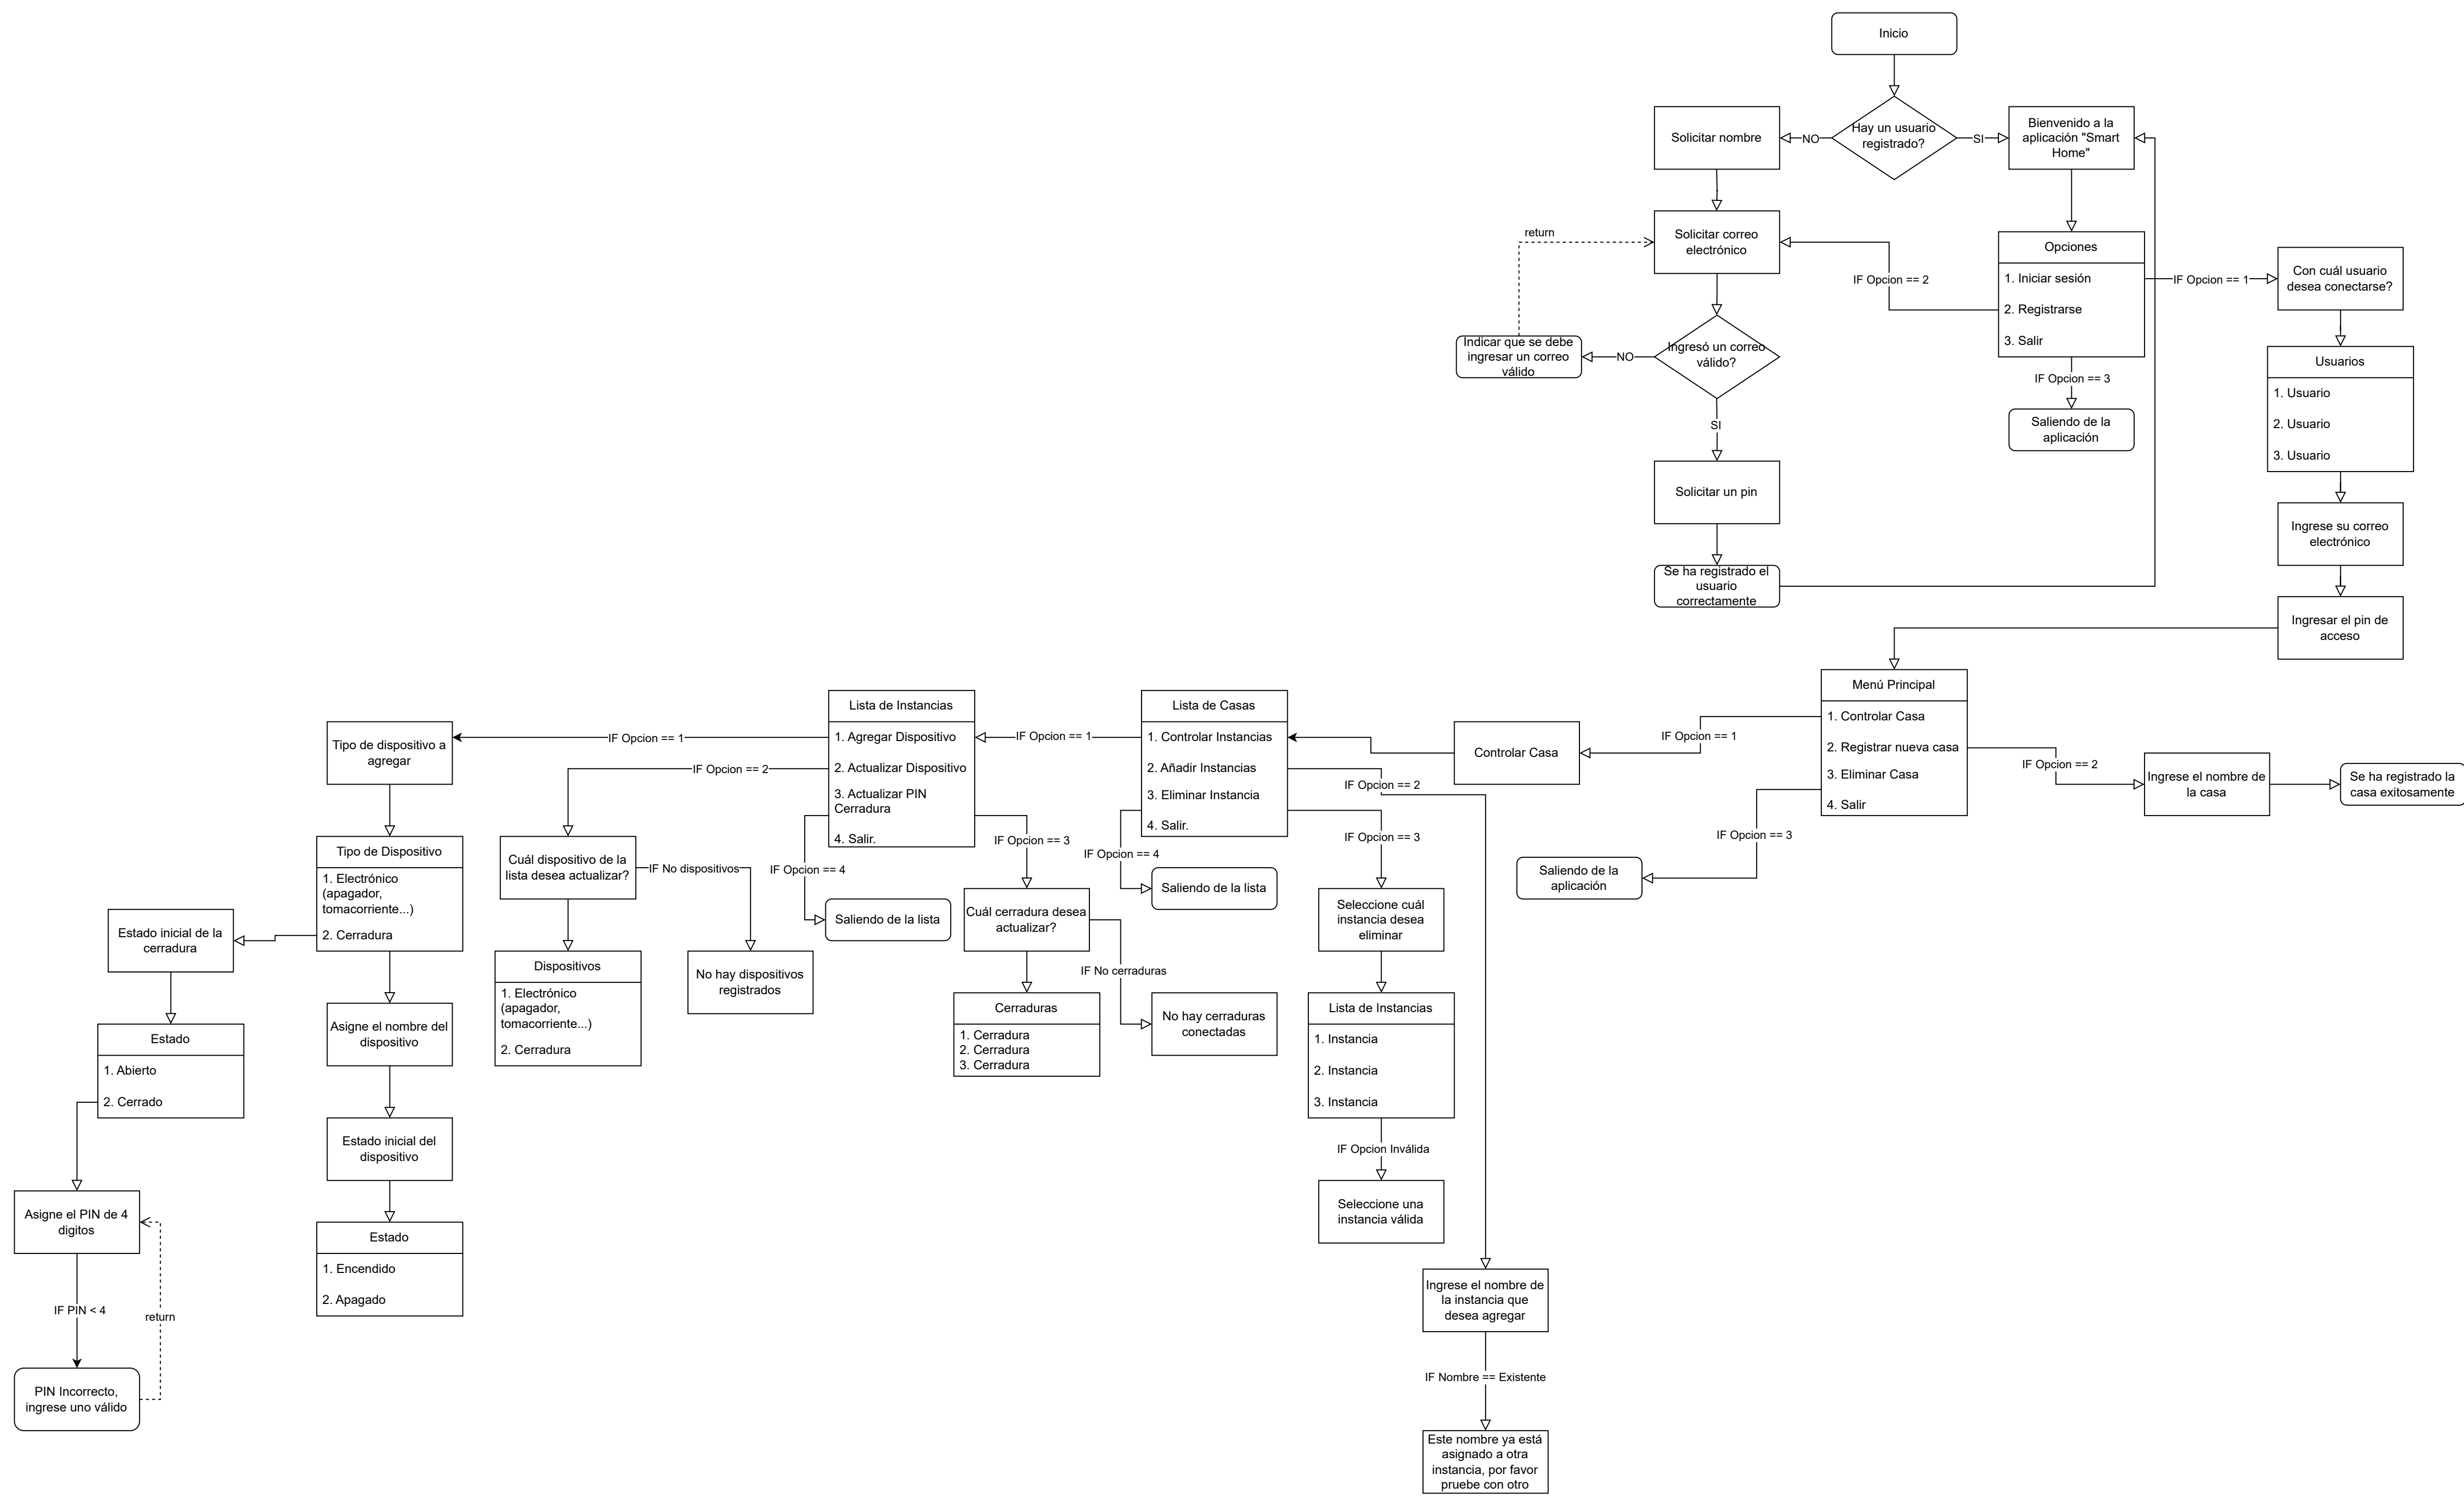 Inicio
Hay un usuario
registrado?
NO
SI
Solicitar nombre
Bienvenido a la
aplicación "Smart
Home"
return
Solicitar correo
electrónico
IF Opcion == 2
Opciones
1. Iniciar sesión
2. Registrarse
3. Salir
IF Opcion == 1
Con cuál usuario
desea conectarse?
Indicar que se debe
ingresar un correo
válido
NO
Ingresó un correo
válido?
IF Opcion == 3
Saliendo de la
aplicación
Usuarios
1. Usuario
2. Usuario
3. Usuario
SI
Solicitar un pin
Ingrese su correo
electrónico
Se ha registrado el
usuario
correctamente
Ingresar el pin de
acceso
Menú Principal
1. Controlar Casa
2. Registrar nueva casa
3. Eliminar Casa
4. Salir
IF Opcion == 1
Controlar Casa
IF Opcion == 2
Ingrese el nombre de
la casa
Se ha registrado la
casa exitosamente
IF Opcion == 3
Saliendo de la
aplicación
Lista de Casas
1. Controlar Instancias
2. Añadir Instancias
3. Eliminar Instancia
4. Salir.
IF Opcion == 1
IF Opcion == 2
IF Opcion == 3
IF Opcion == 4
Saliendo de la lista
Seleccione cuál
instancia desea
eliminar
Lista de Instancias
1. Instancia
2. Instancia
3. Instancia
IF Opcion Inválida
Seleccione una
instancia válida
Ingrese el nombre de
la instancia que
desea agregar
IF Nombre == Existente
Este nombre ya está
asignado a otra
instancia, por favor
pruebe con otro
Lista de Instancias
1. Agregar Dispositivo
2. Actualizar Dispositivo
3. Actualizar PIN
Cerradura
4. Salir.
IF Opcion == 1
IF Opcion == 2
IF Opcion == 3
IF Opcion == 4
Saliendo de la lista
Cuál cerradura desea
actualizar?
IF No cerraduras
Cerraduras
1. Cerradura
2. Cerradura
3. Cerradura
No hay cerraduras
conectadas
Cuál dispositivo de la
lista desea actualizar?
IF No dispositivos
Dispositivos
1. Electrónico
(apagador,
tomacorriente...)
2. Cerradura
No hay dispositivos
registrados
Tipo de dispositivo a
agregar
Tipo de Dispositivo
1. Electrónico
(apagador,
tomacorriente...)
2. Cerradura
Asigne el nombre del
dispositivo
Estado inicial del
dispositivo
Estado
1. Encendido
2. Apagado
Estado inicial de la
cerradura
Estado
1. Abierto
2. Cerrado
Asigne el PIN de 4
digitos
IF PIN < 4
return
PIN Incorrecto,
ingrese uno válido